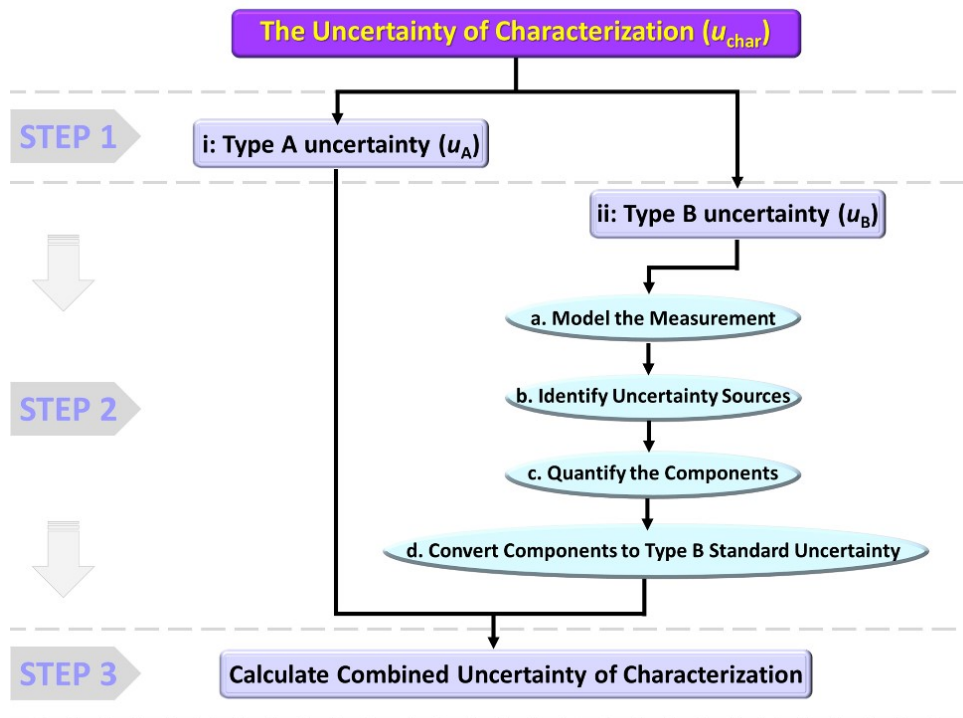 The Uncertainty of Characterization (uchar)
STEP 1
i: Type A uncertainty (uA)
ii: Type B uncertainty (uB)
a. Model the Measurement
STEP 2
b. Identify Uncertainty Sources
c. Quantify the Components
d. Convert Components to Type B Standard Uncertainty
STEP 3
Calculate Combined Uncertainty of Characterization